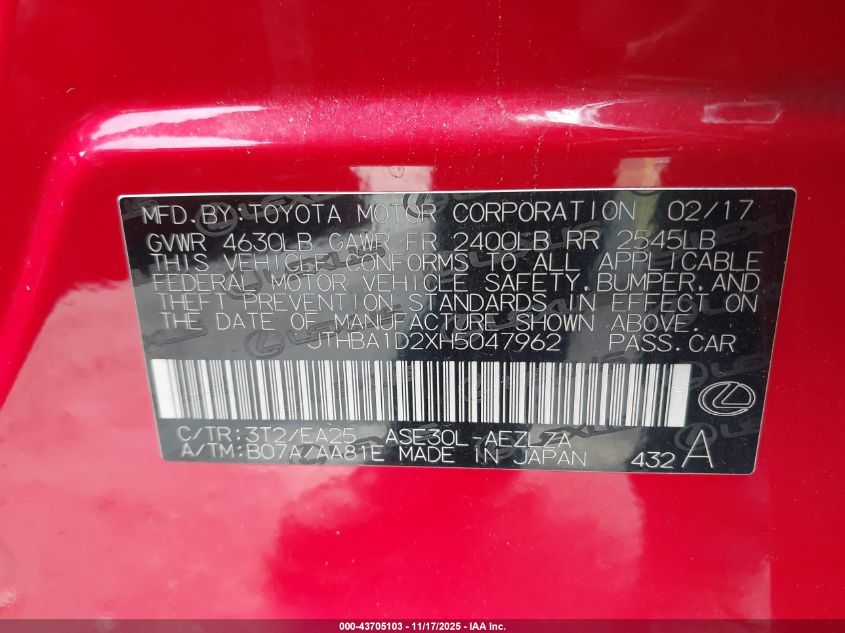 MFD.BY:TOYOTA MOTOR CORPORATION 02/17
GVWR 4630LB GAWR FR 2400LB RR 2545LB
THIS VEHICLE CONFORMS TO ALL APPLICABLE
FEDERAL MOTOR VEHICLE SAFETY,BUMPER,AND
THEFT PREVENTION STANDARDS IN EFFECT ON
THE DATE OF MANUFACTURE SHOWN ABOVE.
JTHBA1D2XH5047962 PASS.CAR
C/TR:3T2/EA25 ASE30L-AEZLZA
A/TM:B07A/AA81E MADE IN JAPAN 432 A
000-43705103 - 11/17/2025 - IAA Inc.